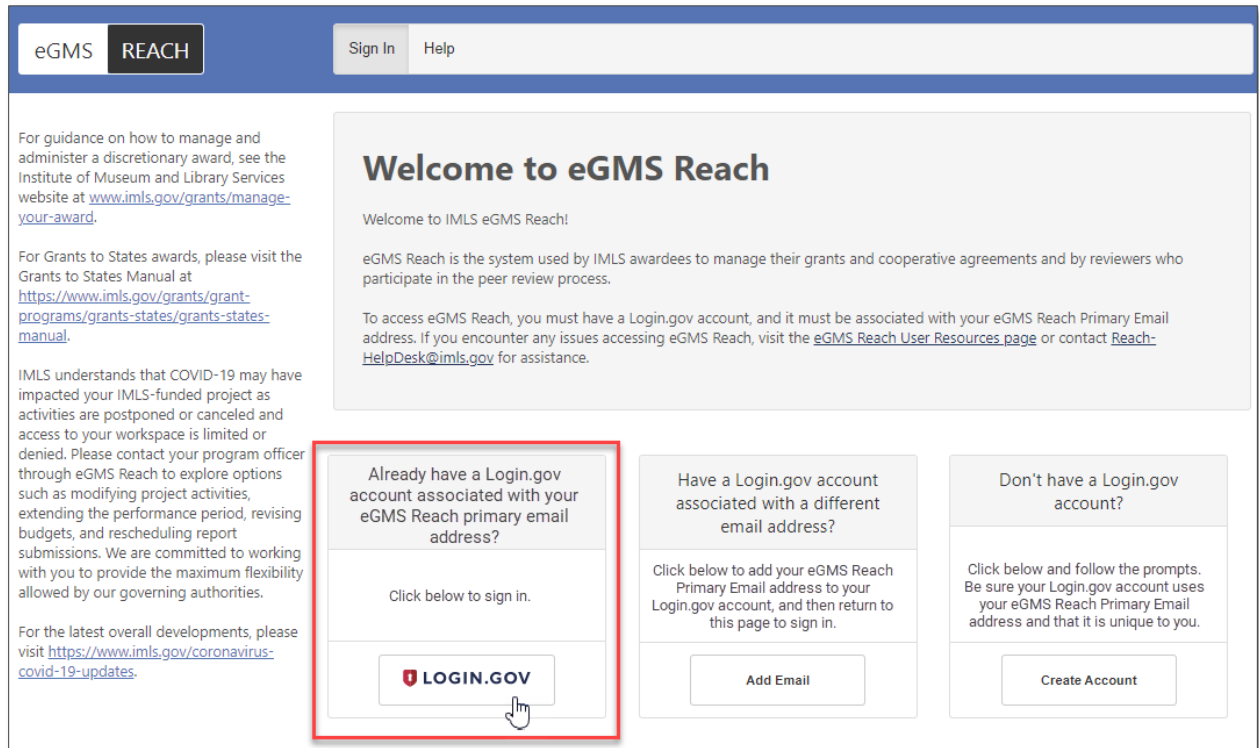 eGMS REACH
Sign In Help
For guidance on how to manage and
administer a discretionary award, see the
Institute of Museum and Library Services
website at www.imls.gov/grants/manage-
your-award.
For Grants to States awards, please visit the
Grants to States Manual at
https://www.imls.gov/grants/grant-
programs/grants-states/grants-states-
manual.
IMLS understands that COVID-19 may have
impacted your IMLS-funded project as
activities are postponed or canceled and
access to your workspace is limited or
denied. Please contact your program officer
through eGMS Reach to explore options
such as modifying project activities,
extending the performance period, revising
budgets, and rescheduling report
submissions. We are committed to working
with you to provide the maximum flexibility
allowed by our governing authorities.
For the latest overall developments, please
visit https://www.imls.gov/coronavirus-
covid-19-updates.
Welcome to eGMS Reach
Welcome to IMLS eGMS Reach!
eGMS Reach is the system used by IMLS awardees to manage their grants and cooperative agreements and by reviewers who
participate in the peer review process.
To access eGMS Reach, you must have a Login.gov account, and it must be associated with your eGMS Reach Primary Email
address. If you encounter any issues accessing eGMS Reach, visit the eGMS Reach User Resources page or contact Reach-
HelpDesk@imls.gov for assistance.
Already have a Login.gov
account associated with your
eGMS Reach primary email
address?
Click below to sign in.
LOGIN.GOV
Have a Login.gov account
associated with a different
email address?
Click below to add your eGMS Reach
Primary Email address to your
Login.gov account, and then return to
this page to sign in.
Add Email
Don't have a Login.gov
account?
Click below and follow the prompts.
Be sure your Login.gov account uses
your eGMS Reach Primary Email
address and that it is unique to you.
Create Account